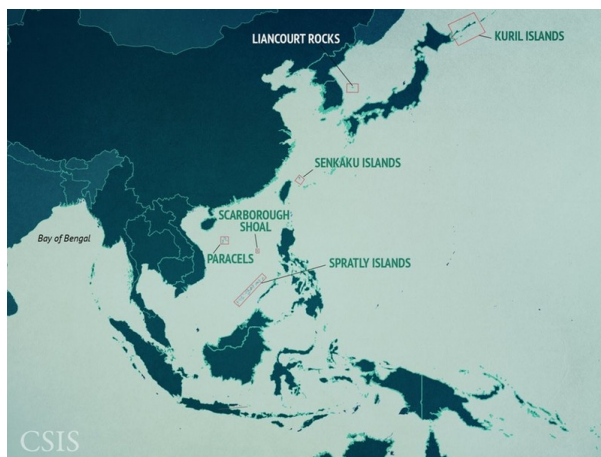 LIANCOURT ROCKS
KURIL ISLANDS
SENKAKU ISLANDS
SCARBOROUGH
SHOAL
Bay of Bengal
PARACELS
SPRATLY ISLANDS
CSIS